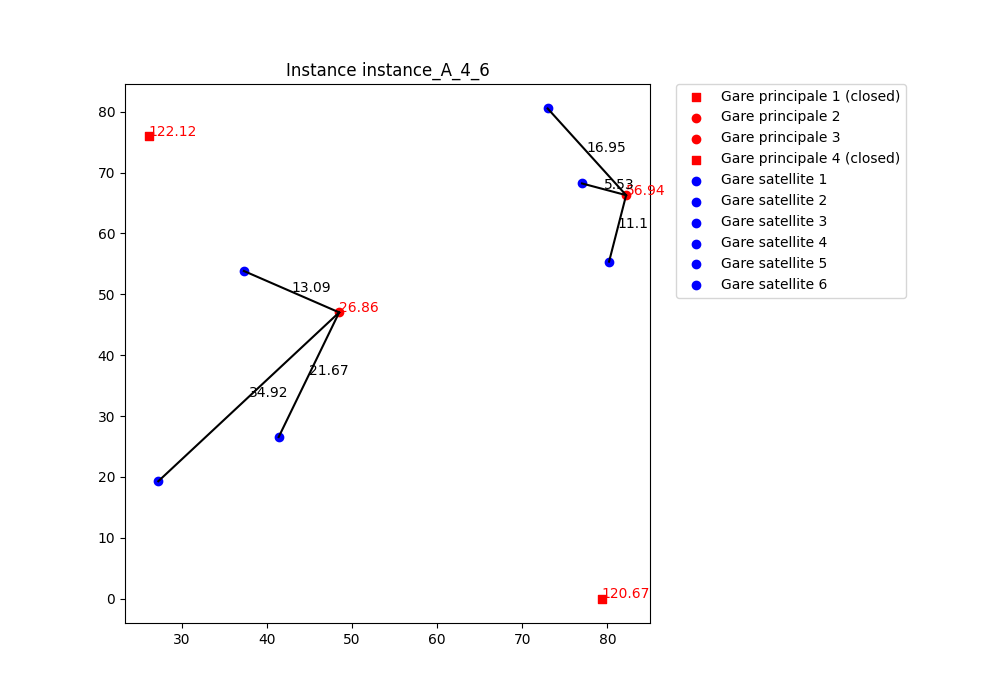 Instance instance_A_4_6
80
70
60
50
40
30
20
10
0
30
40
50
60
70
80
122.12
16.95
5.53
11.1
13.09
26.86
21.67
34.92
120.67
Gare principale 1 (closed)
Gare principale 2
Gare principale 3
Gare principale 4 (closed)
Gare satellite 1
Gare satellite 2
Gare satellite 3
Gare satellite 4
Gare satellite 5
Gare satellite 6